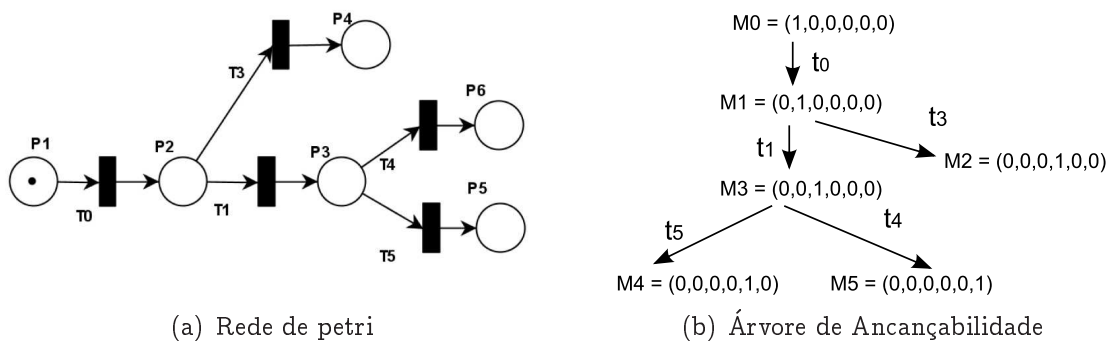 P4
T3
P6
P1
P2
P3
T4
P5
T0
T1
T5
(a) Rede de petri
M0 = (1,0,0,0,0,0)
t0
M1 = (0,1,0,0,0,0)
t3
t1
M2 = (0,0,0,1,0,0)
M3 = (0,0,1,0,0,0)
t5
t4
M4 = (0,0,0,0,1,0)
M5 = (0,0,0,0,0,1)
(b) Árvore de Ancançabilidade